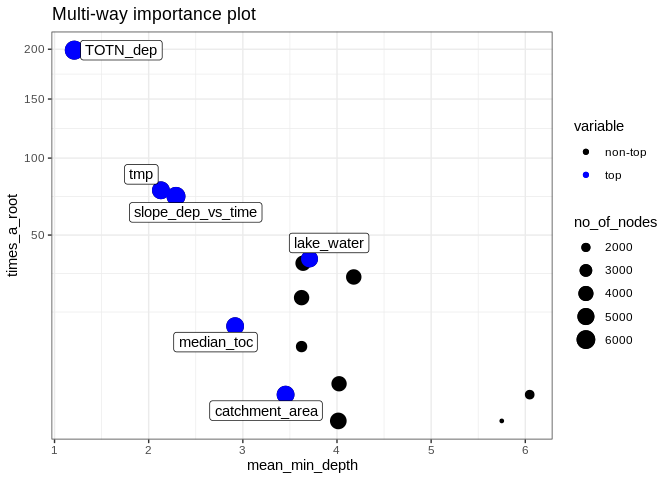 Multi-way importance plot
200
150
100
50
times_a_root
TOTN_dep
tmp
slope_dep_vs_time
lake_water
median_toc
catchment_area
1
2
3
4
5
6
mean_min_depth
variable
non-top
top
no_of_nodes
2000
3000
4000
5000
6000